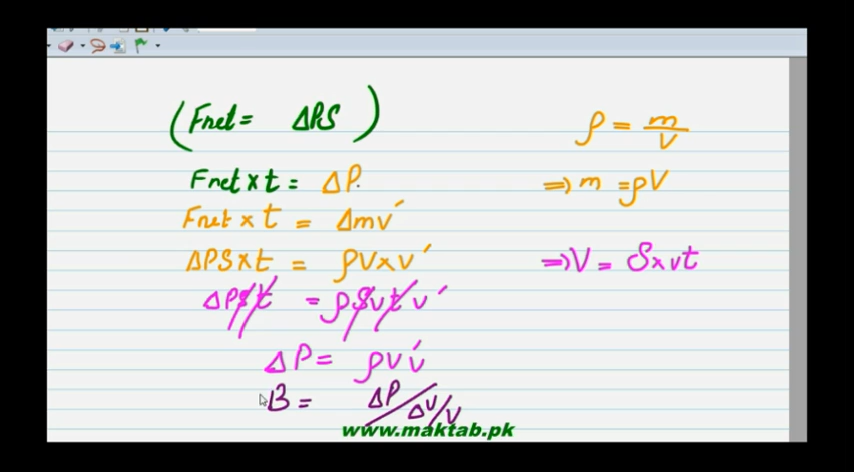 (Fnet = ΔPS)
ρ = m/V
Fnet x t = ΔP.
⇒ m = ρV
Fnet x t = Δmv′
ΔPS x t = ρV x v′
⇒ V = S x vt
ΔPSt = ρSvtv′
ΔP = ρvv′
B = ΔP/ΔV/V
www.maktab.pk